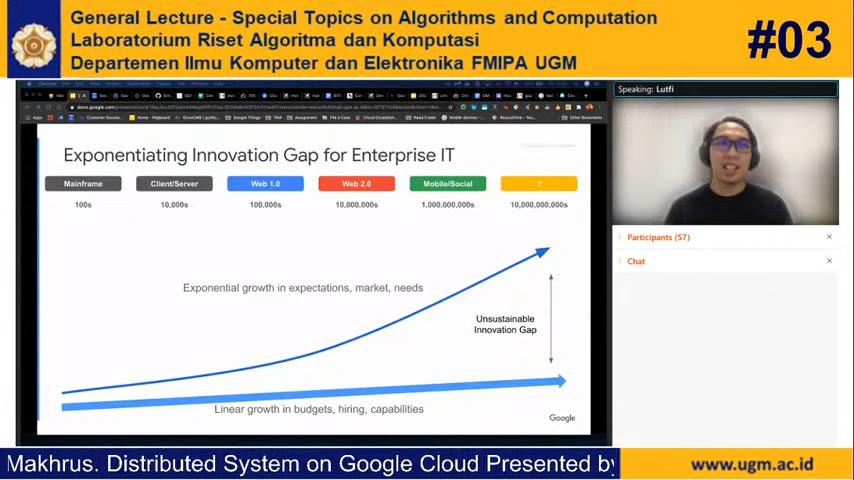 General Lecture - Special Topics on Algorithms and Computation
Laboratorium Riset Algoritma dan Komputasi
Departemen Ilmu Komputer dan Elektronika FMIPA UGM
#03
Speaking: Lutfi
Exponentiating Innovation Gap for Enterprise IT
Mainframe
Client/Server
Web 1.0
Web 2.0
Mobile/Social
?
100s
10,000s
100,000s
10,000,000s
1,000,000,000s
10,000,000,000s
Participants (57)
Chat
Exponential growth in expectations, market, needs
Unsustainable
Innovation Gap
Linear growth in budgets, hiring, capabilities
Google
Makhrus. Distributed System on Google Cloud Presented by
www.ugm.ac.id